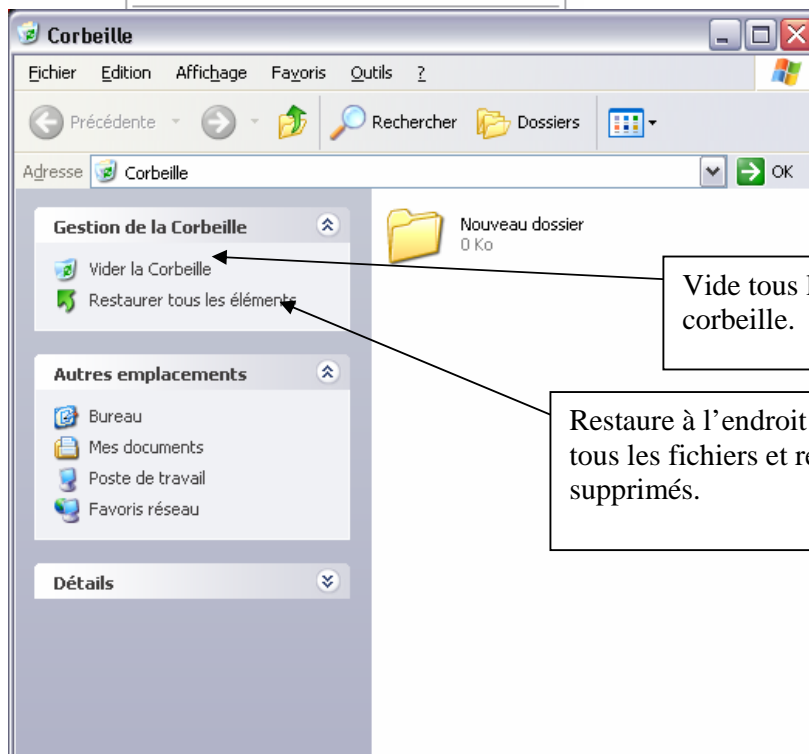 Corbeille
Fichier Edition Affichage Favoris Outils ?
Précédente Rechercher Dossiers
Adresse Corbeille OK
Gestion de la Corbeille
Vider la Corbeille
Restaurer tous les éléments
Autres emplacements
Bureau
Mes documents
Poste de travail
Favoris réseau
Détails
Nouveau dossier
0 Ko
Vide tous
corbeille.
Restaure à l’endroit
tous les fichiers et
supprimés.